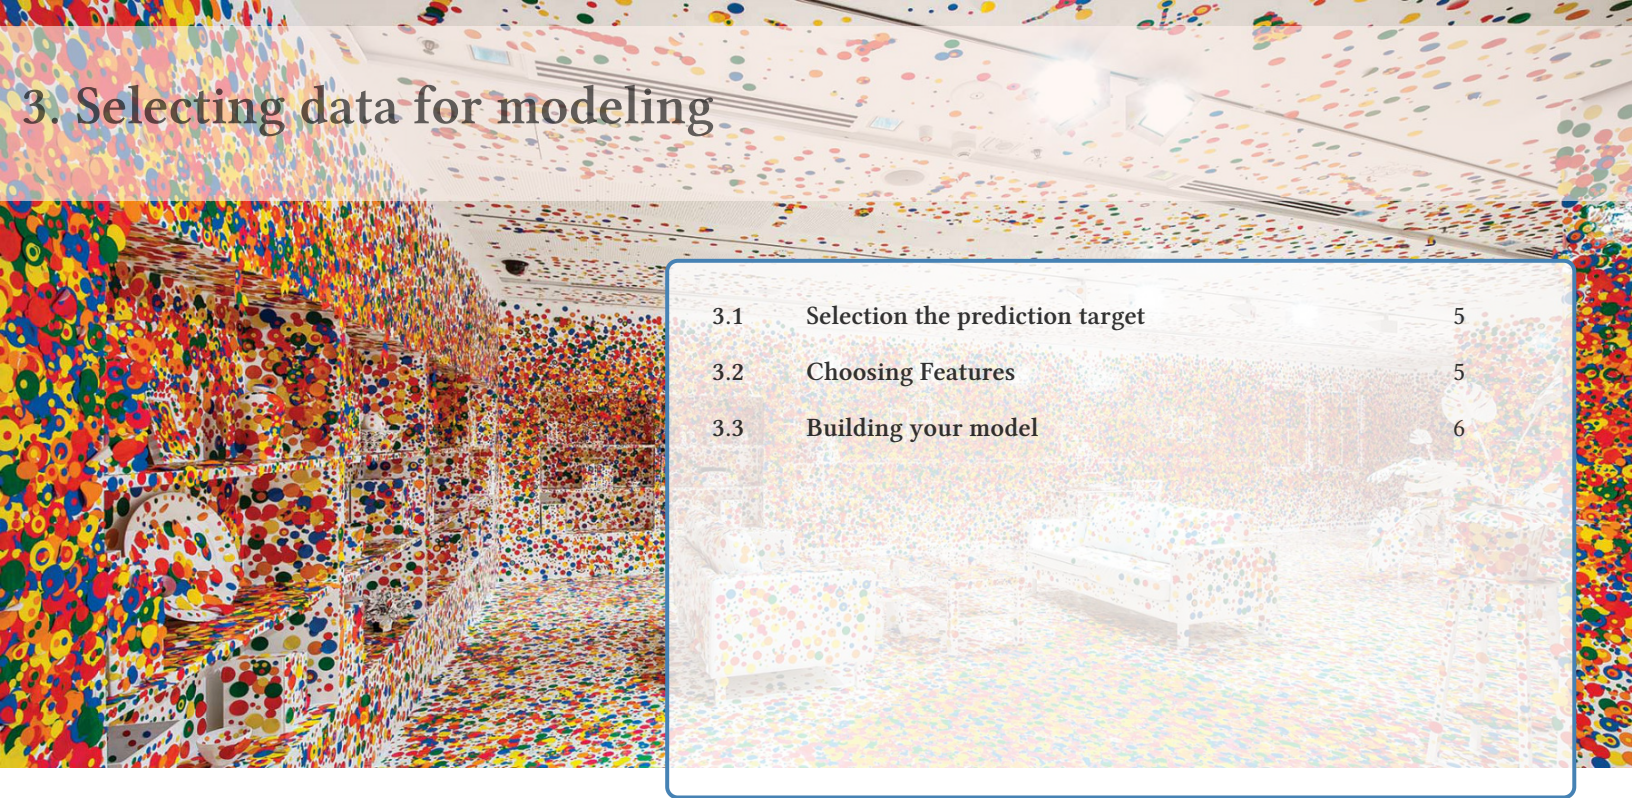 3. Selecting data for modeling
3.1 Selection the prediction target 5
3.2 Choosing Features 5
3.3 Building your model 6